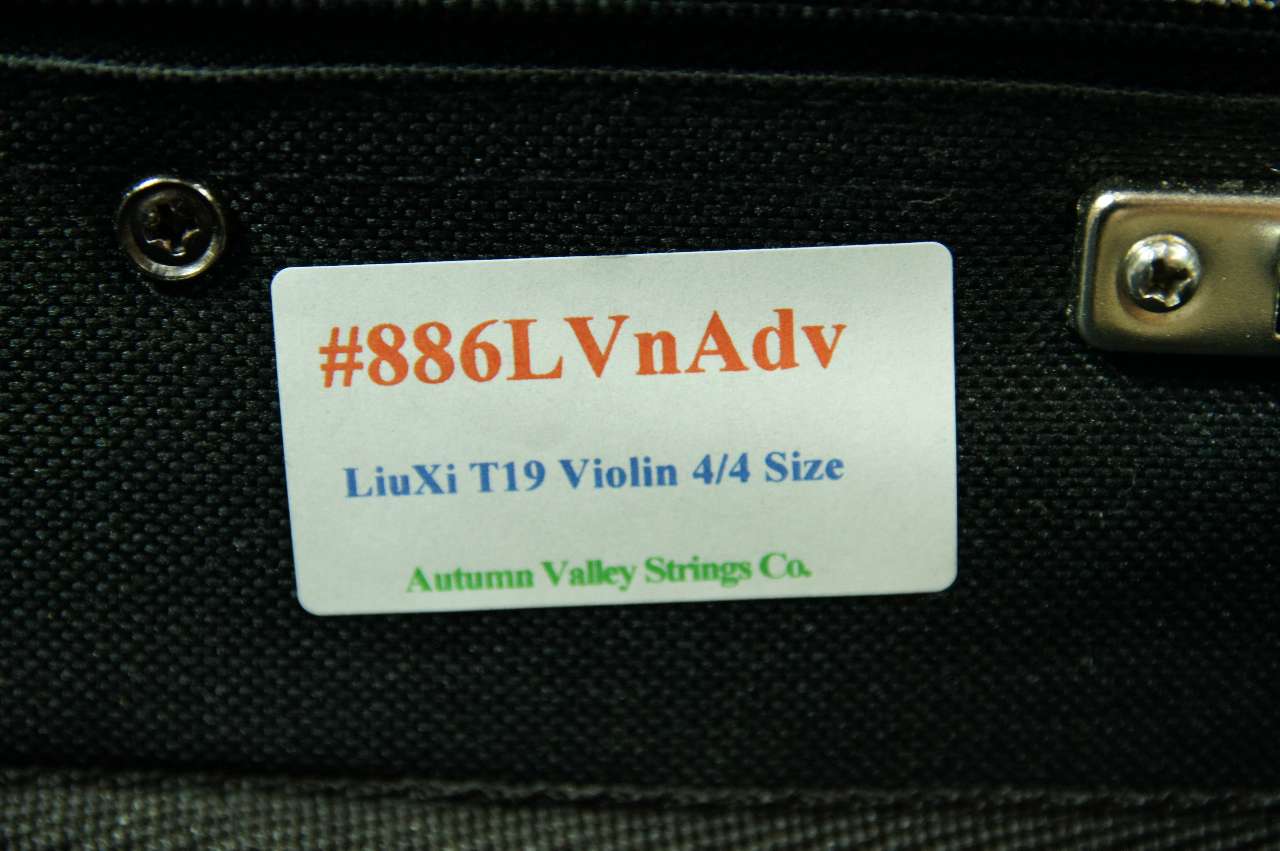 #886LVnAdv
LiuXi T19 Violin 4/4 Size
Autumn Valley Strings Co.